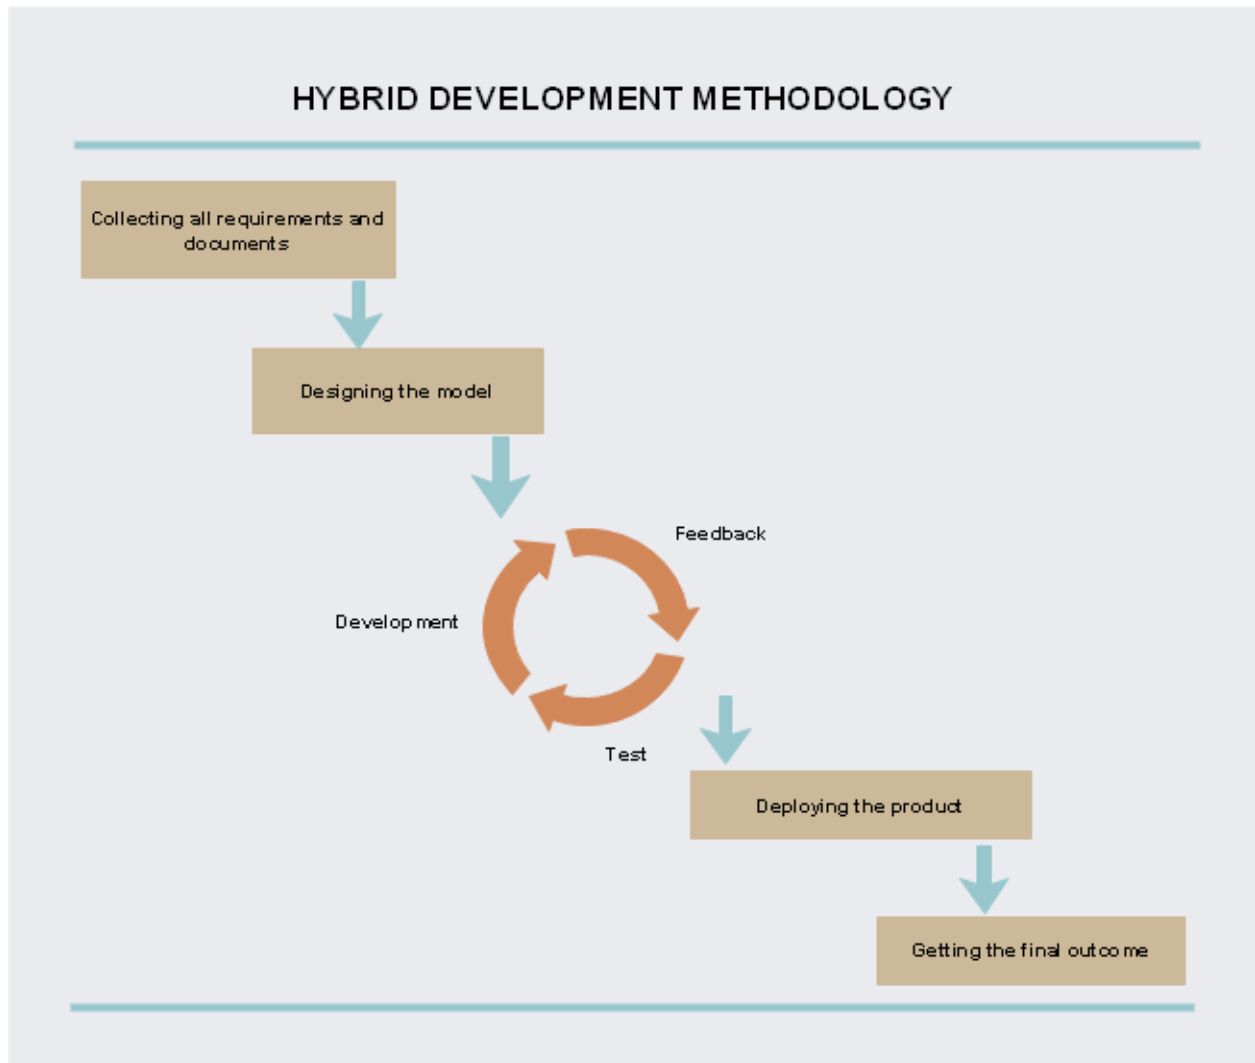 HYBRID DEVELOPMENT METHODOLOGY
Collecting all requirements and
documents
Designing the model
Feedback
Development
Test
Deploying the product
Getting the final outcome